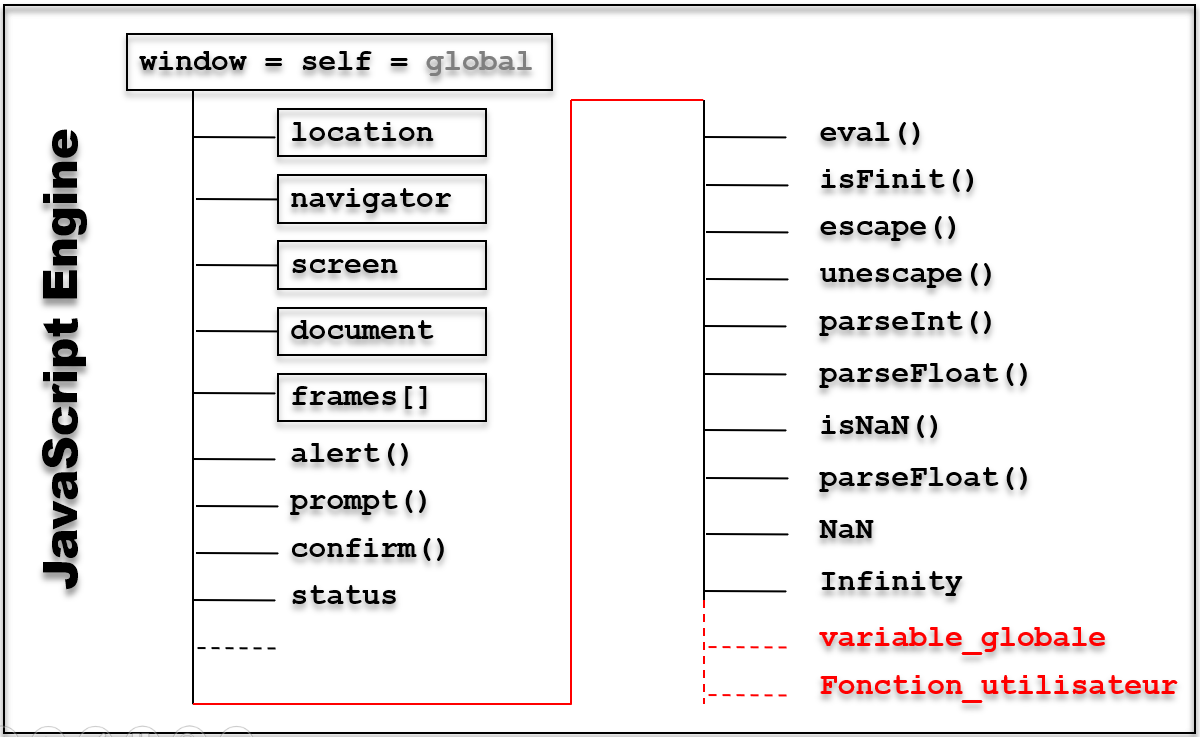 JavaScript Engine
window = self = global
location
navigator
screen
document
frames[]
alert()
prompt()
confirm()
status
eval()
isFinit()
escape()
unescape()
parseInt()
parseFloat()
isNaN()
parseFloat()
NaN
Infinity
variable_globale
Fonction_utilisateur